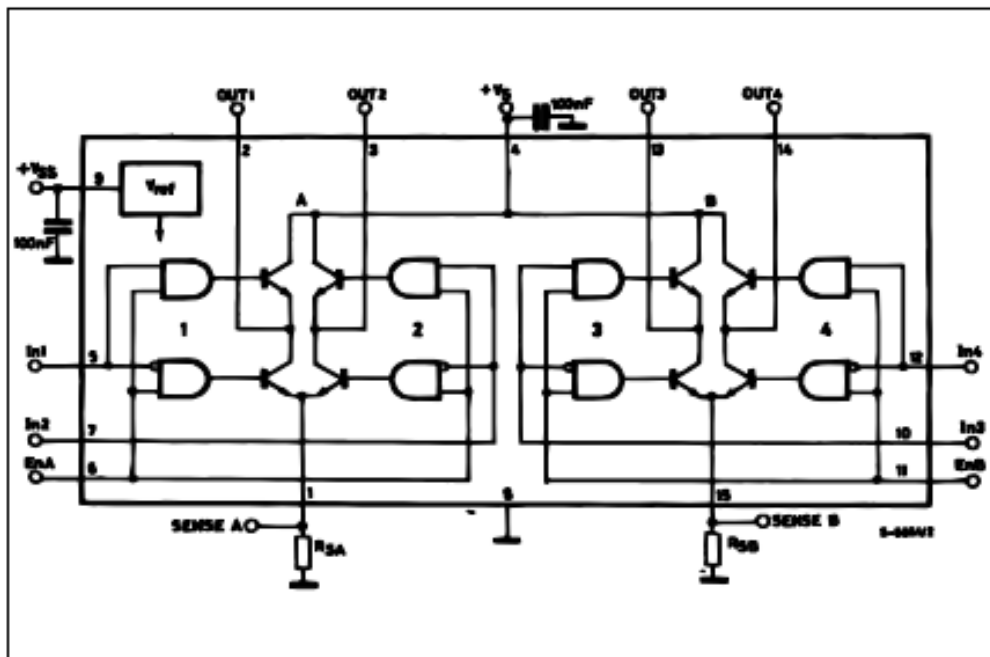 OUT1 OUT2 +Vs 100nF OUT3 OUT4
2 3 4 13 14
+VSS 9 Vref A B
100nF
1 2 3 4
In1 5 12 In4
In2 7 10 In3
EnA 6 11 EnB
1 8 15
SENSE A RSA RSB SENSE B